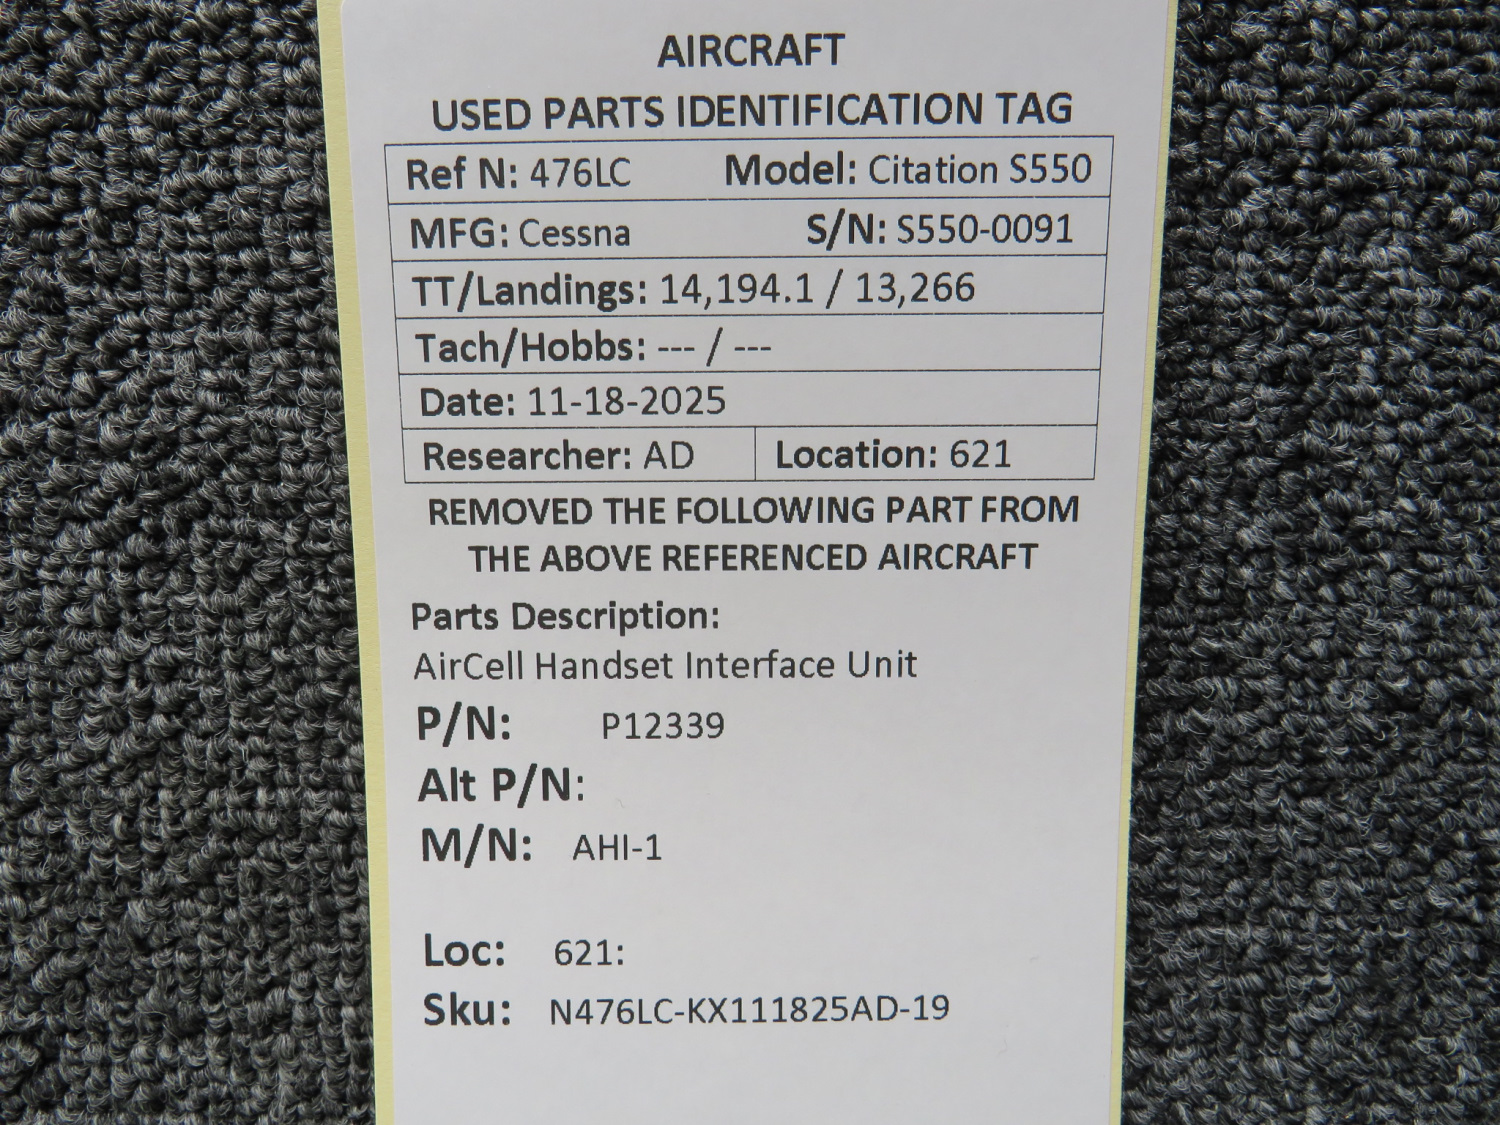 AIRCRAFT
USED PARTS IDENTIFICATION TAG
Ref N: 476LC Model: Citation S550
MFG: Cessna S/N: S550-0091
TT/Landings: 14,194.1 / 13,266
Tach/Hobbs: --- / ---
Date: 11-18-2025
Researcher: AD Location: 621
REMOVED THE FOLLOWING PART FROM
THE ABOVE REFERENCED AIRCRAFT
Parts Description:
AirCell Handset Interface Unit
P/N: P12339
Alt P/N:
M/N: AHI-1
Loc: 621:
Sku: N476LC-KX111825AD-19